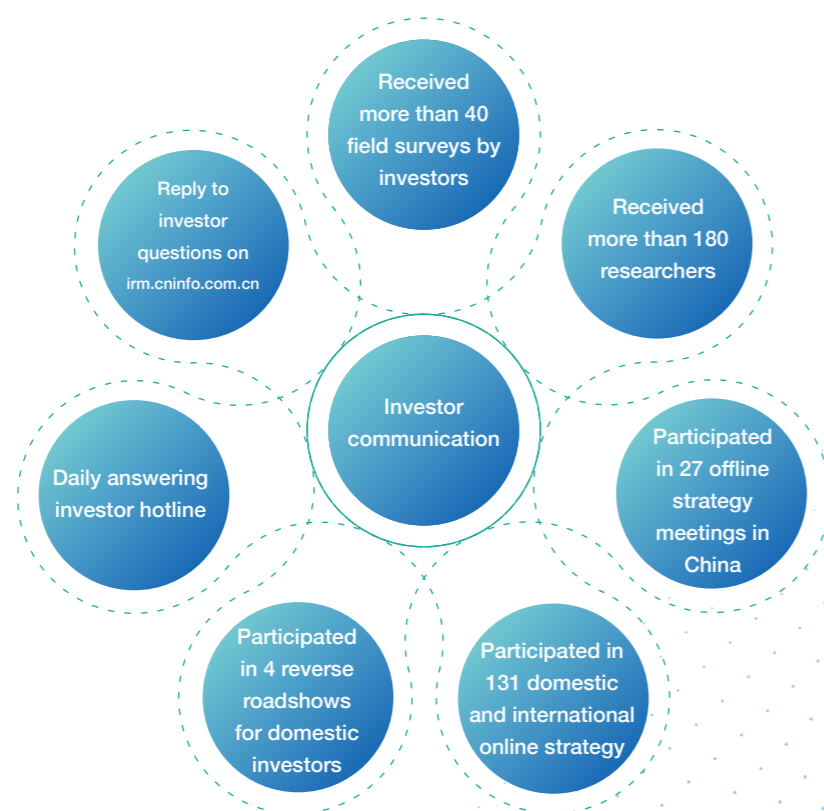 Received
more than 40
field surveys by
investors
Received
more than 180
researchers
Participated
in 27 offline
strategy
meetings in
China
Participated in
131 domestic
and international
online strategy
Participated
in 4 reverse
roadshows
for domestic
investors
Daily answering
investor hotline
Reply to
investor
questions on
irm.cninfo.com.cn
Investor
communication